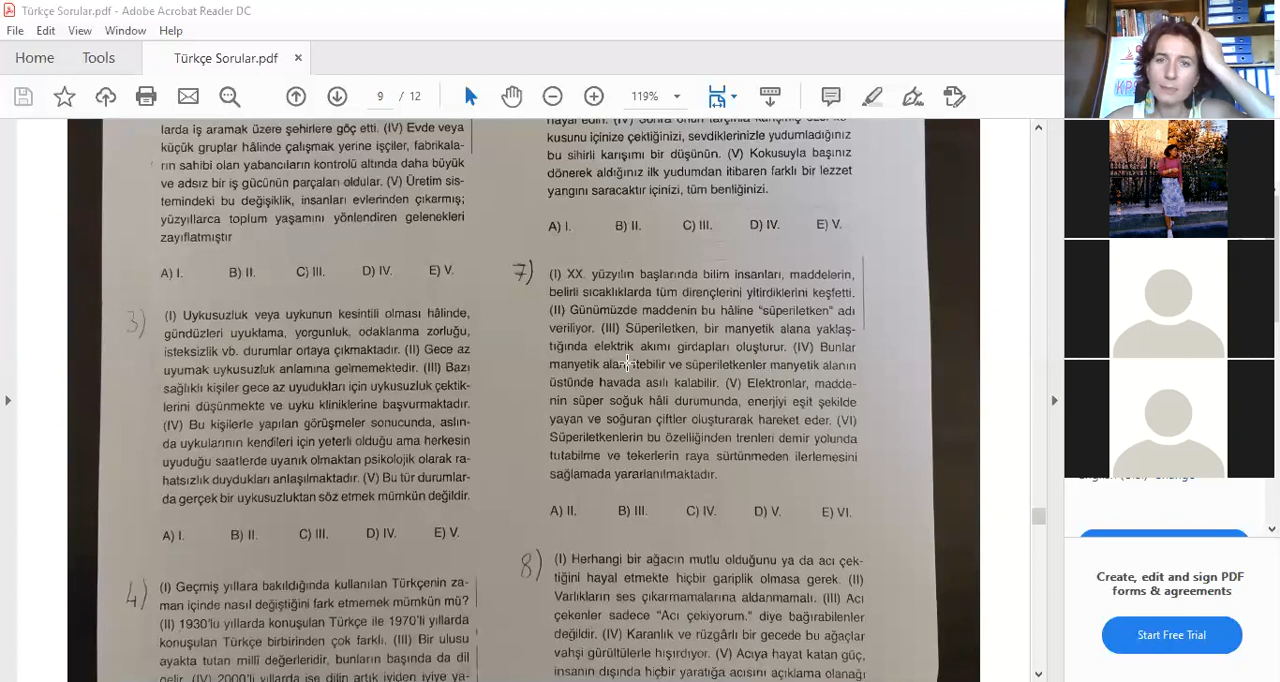 Türkçe Sorular.pdf - Adobe Acrobat Reader DC
File Edit View Window Help
Home Tools Türkçe Sorular.pdf ×
9 / 12 119%
larda iş aramak üzere şehirlere göç etti. (IV) Evde veya
küçük gruplar hâlinde çalışmak yerine işçiler, fabrikala-
rın sahibi olan yabancıların kontrolü altında daha büyük
ve adsız bir iş gücünün parçaları oldular. (V) Üretim sis-
temindeki bu değişiklik, insanları evlerinden çıkarmış;
yüzyıllarca toplum yaşamını yönlendiren gelenekleri
zayıflatmıştır
A) I. B) II. C) III. D) IV. E) V.
3)
(I) Uykusuzluk veya uykunun kesintili olması hâlinde,
gündüzleri uyuklama, yorgunluk, odaklanma zorluğu,
isteksizlik vb. durumlar ortaya çıkmaktadır. (II) Gece az
uyumak uykusuzluk anlamına gelmemektedir. (III) Bazı
sağlıklı kişiler gece az uyudukları için uykusuzluk çektik-
lerini düşünmekte ve uyku kliniklerine başvurmaktadır.
(IV) Bu kişilerle yapılan görüşmeler sonucunda, aslın-
da uykularının kendileri için yeterli olduğu ama herkesin
uyuduğu saatlerde uyanık olmaktan psikolojik olarak ra-
hatsızlık duydukları anlaşılmaktadır. (V) Bu tür durumlar-
da gerçek bir uykusuzluktan söz etmek mümkün değildir.
A) I. B) II. C) III. D) IV. E) V.
4)
(I) Geçmiş yıllara bakıldığında kullanılan Türkçenin za-
man içinde nasıl değiştiğini fark etmemek mümkün mü?
(II) 1930'lu yıllarda konuşulan Türkçe ile 1970'li yıllarda
konuşulan Türkçe birbirinden çok farklı. (III) Bir ulusu
ayakta tutan millî değerleridir, bunların başında da dil
gelir. (IV) 2000'li yıllarda ise dilin artık iyiden iyiye ya-
hayal edin. (IV) Sonra onun tarçınla karışmış özel ko-
kusunu içinize çektiğinizi, sevdiklerinizle yudumladığınız
bu sihirli karışımı bir düşünün. (V) Kokusuyla başınız
dönerek aldığınız ilk yudumdan itibaren farklı bir lezzet
yangını saracaktır içinizi, tüm benliğinizi.
A) I. B) II. C) III. D) IV. E) V.
7)
(I) XX. yüzyılın başlarında bilim insanları, maddelerin,
belirli sıcaklıklarda tüm dirençlerini yitirdiklerini keşfetti.
(II) Günümüzde maddenin bu hâline "süperiletken" adı
veriliyor. (III) Süperiletken, bir manyetik alana yaklaş-
tığında elektrik akımı girdapları oluşturur. (IV) Bunlar
manyetik alanı itebilir ve süperiletkenler manyetik alanın
üstünde havada asılı kalabilir. (V) Elektronlar, madde-
nin süper soğuk hâli durumunda, enerjiyi eşit şekilde
yayan ve soğuran çiftler oluşturarak hareket eder. (VI)
Süperiletkenlerin bu özelliğinden trenleri demir yolunda
tutabilme ve tekerlerin raya sürtünmeden ilerlemesini
sağlamada yararlanılmaktadır.
A) II. B) III. C) IV. D) V. E) VI.
8)
(I) Herhangi bir ağacın mutlu olduğunu ya da acı çek-
tiğini hayal etmekte hiçbir gariplik olmasa gerek. (II)
Varlıkların ses çıkarmamalarına aldanmamalı. (III) Acı
çekenler sadece "Acı çekiyorum." diye bağırabilenler
değildir. (IV) Karanlık ve rüzgârlı bir gecede bu ağaçlar
vahşi gürültülerle hışırdıyor. (V) Acıya hayat katan güç,
insanın dışında hiçbir yaratığa acısını açıklama olanağı
Create, edit and sign PDF
forms & agreements
Start Free Trial